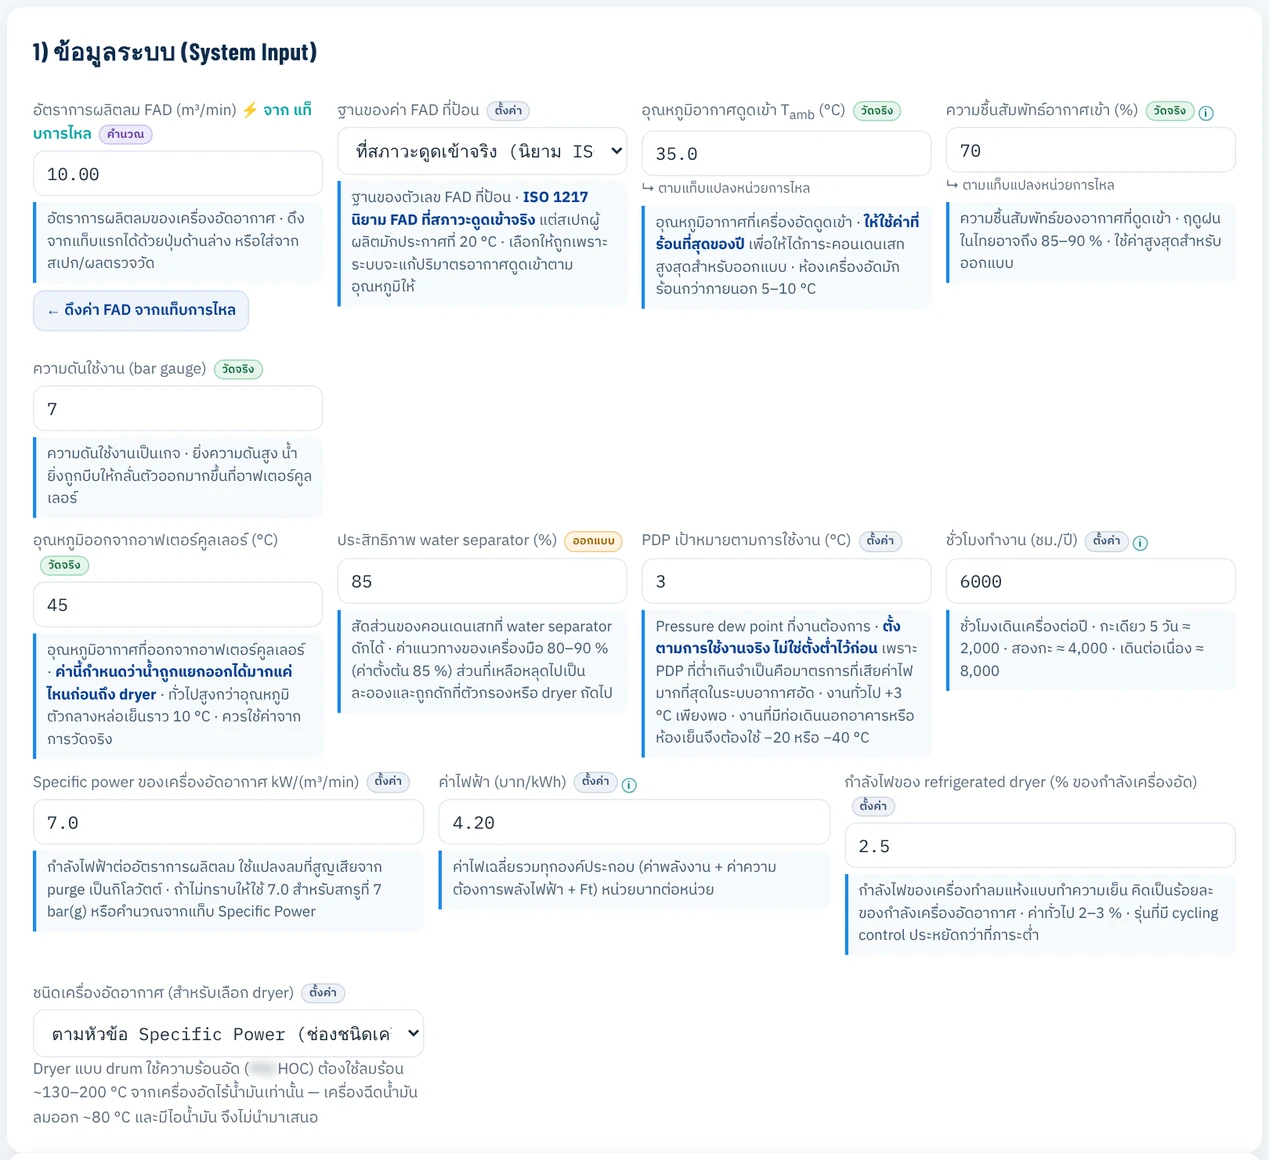 1) ข้อมูลระบบ (System Input)
อัตราการผลิตลม FAD (m³/min) ⚡ จาก แท็
บการไหล คำนวณ
10.00
อัตราการผลิตลมของเครื่องอัดอากาศ · ดึง
จากแท็บแรกได้ด้วยปุ่มด้านล่าง หรือใส่จาก
สเปก/ผลตรวจวัด
← ดึงค่า FAD จากแท็บการไหล
ฐานของค่า FAD ที่ป้อน ตั้งค่า
ที่สภาวะดูดเข้าจริง (นิยาม IS
ฐานของตัวเลข FAD ที่ป้อน · ISO 1217
นิยาม FAD ที่สภาวะดูดเข้าจริง แต่สเปกผู้
ผลิตมักประกาศที่ 20 °C · เลือกให้ถูกเพราะ
ระบบจะแก้ปริมาตรอากาศดูดเข้าตาม
อุณหภูมิให้
อุณหภูมิอากาศดูดเข้า Tamb (°C) วัดจริง
35.0
↳ ตามแท็บแปลงหน่วยการไหล
อุณหภูมิอากาศที่เครื่องอัดดูดเข้า · ให้ใช้ค่าที่
ร้อนที่สุดของปี เพื่อให้ได้ภาระคอนเดนเสท
สูงสุดสำหรับออกแบบ · ห้องเครื่องอัดมัก
ร้อนกว่าภายนอก 5–10 °C
ความชื้นสัมพัทธ์อากาศเข้า (%) วัดจริง ⓘ
70
↳ ตามแท็บแปลงหน่วยการไหล
ความชื้นสัมพัทธ์ของอากาศที่ดูดเข้า · ฤดูฝน
ในไทยอาจถึง 85–90 % · ใช้ค่าสูงสุดสำหรับ
ออกแบบ
ความดันใช้งาน (bar gauge) วัดจริง
7
ความดันใช้งานเป็นเกจ · ยิ่งความดันสูง น้ำ
ยิ่งถูกบีบให้กลั่นตัวออกมากขึ้นที่อาฟเตอร์คูล
เลอร์
อุณหภูมิออกจากอาฟเตอร์คูลเลอร์ (°C)
วัดจริง
45
อุณหภูมิอากาศที่ออกจากอาฟเตอร์คูลเลอร์
· ค่านี้กำหนดว่าน้ำถูกแยกออกได้มากแค่
ไหนก่อนถึง dryer · ทั่วไปสูงกว่าอุณหภูมิ
ตัวกลางหล่อเย็นราว 10 °C · ควรใช้ค่าจาก
การวัดจริง
ประสิทธิภาพ water separator (%) ออกแบบ
85
สัดส่วนของคอนเดนเสทที่ water separator
ดักได้ · ค่าแนวทางของเครื่องมือ 80–90 %
(ค่าตั้งต้น 85 %) ส่วนที่เหลือหลุดไปเป็น
ละอองและถูกดักที่ตัวกรองหรือ dryer ถัดไป
PDP เป้าหมายตามการใช้งาน (°C) ตั้งค่า
3
Pressure dew point ที่งานต้องการ · ตั้ง
ตามการใช้งานจริง ไม่ใช่ตั้งต่ำไว้ก่อน เพราะ
PDP ที่ต่ำเกินจำเป็นคือมาตรการที่เสียค่าไฟ
มากที่สุดในระบบอากาศอัด · งานทั่วไป +3
°C เพียงพอ · งานที่มีท่อเดินนอกอาคารหรือ
ห้องเย็นจึงต้องใช้ −20 หรือ −40 °C
ชั่วโมงทำงาน (ชม./ปี) ตั้งค่า ⓘ
6000
ชั่วโมงเดินเครื่องต่อปี · กะเดียว 5 วัน ≈
2,000 · สองกะ ≈ 4,000 · เดินต่อเนื่อง ≈
8,000
Specific power ของเครื่องอัดอากาศ kW/(m³/min) ตั้งค่า
7.0
กำลังไฟฟ้าต่ออัตราการผลิตลม ใช้แปลงลมที่สูญเสียจาก
purge เป็นกิโลวัตต์ · ถ้าไม่ทราบให้ใช้ 7.0 สำหรับสกรูที่ 7
bar(g) หรือคำนวณจากแท็บ Specific Power
ค่าไฟฟ้า (บาท/kWh) ตั้งค่า ⓘ
4.20
ค่าไฟเฉลี่ยรวมทุกองค์ประกอบ (ค่าพลังงาน + ค่าความ
ต้องการพลังไฟฟ้า + Ft) หน่วยบาทต่อหน่วย
กำลังไฟของ refrigerated dryer (% ของกำลังเครื่องอัด)
ตั้งค่า
2.5
กำลังไฟของเครื่องทำลมแห้งแบบทำความเย็น คิดเป็นร้อยละ
ของกำลังเครื่องอัดอากาศ · ค่าทั่วไป 2–3 % · รุ่นที่มี cycling
control ประหยัดกว่าที่ภาระต่ำ
ชนิดเครื่องอัดอากาศ (สำหรับเลือก dryer) ตั้งค่า
ตามหัวข้อ Specific Power (ช่องชนิดเค
Dryer แบบ drum ใช้ความร้อนอัด ( HOC) ต้องใช้ลมร้อน
~130–200 °C จากเครื่องอัดไร้น้ำมันเท่านั้น — เครื่องฉีดน้ำมัน
ลมออก ~80 °C และมีไอน้ำมัน จึงไม่นำมาเสนอ